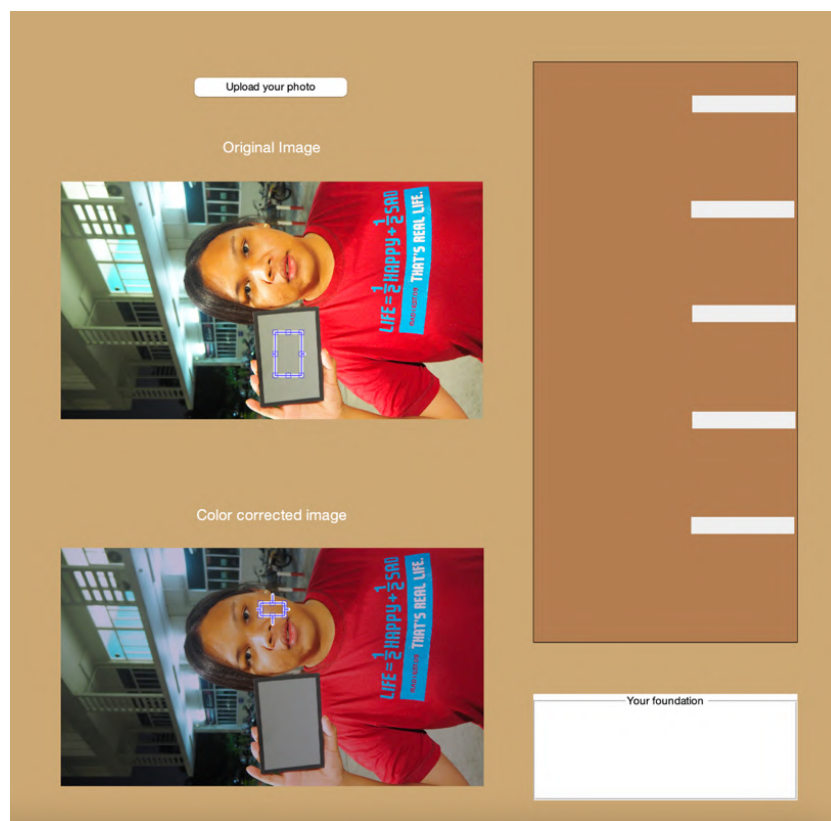 Upload your photo
Original Image
LIFE = 1/2 HAPPY + 1/2 SAD
THAT'S REAL LIFE.
Color corrected image
LIFE = 1/2 HAPPY + 1/2 SAD
THAT'S REAL LIFE.
Your foundation